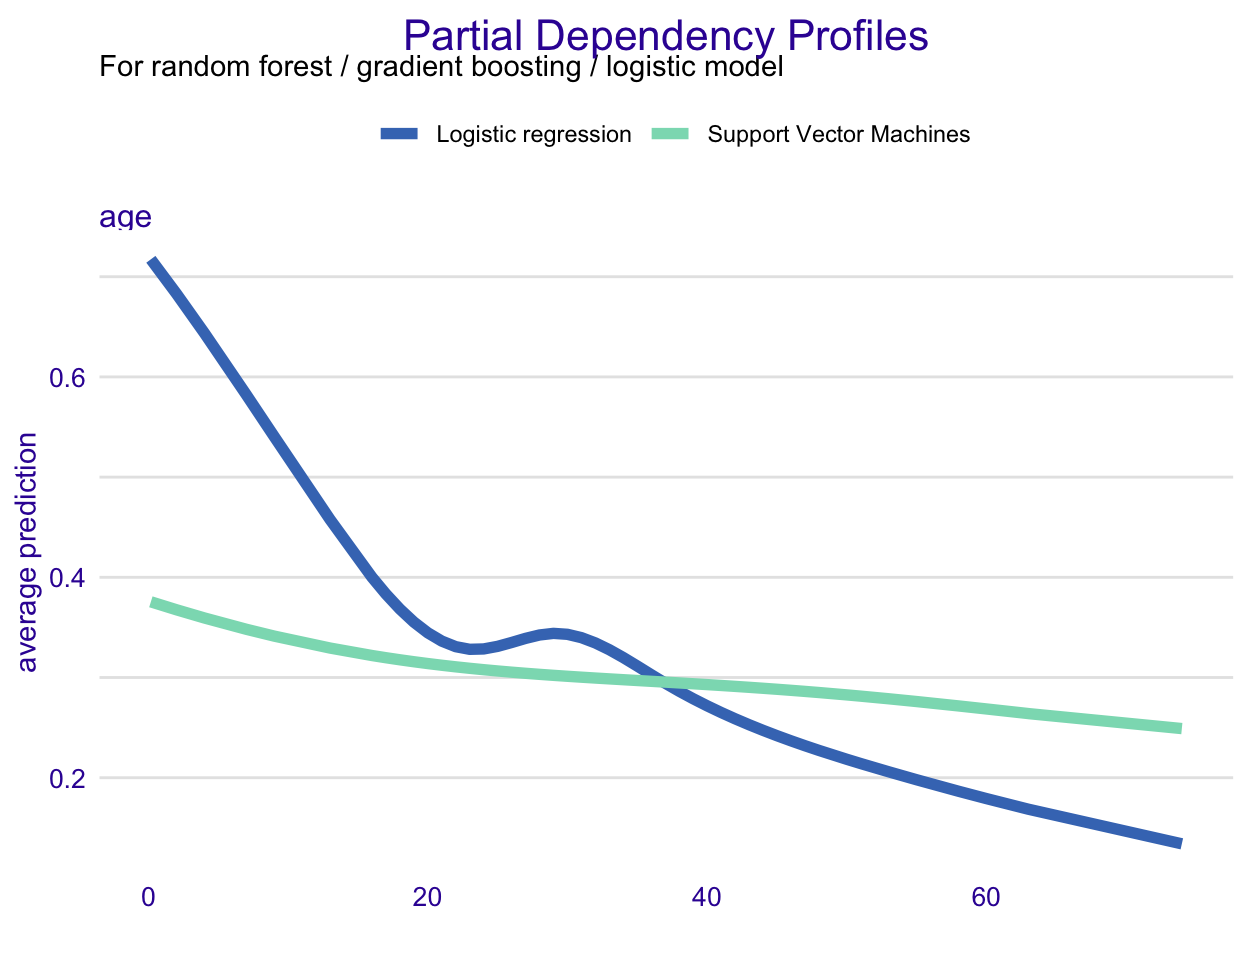 Partial Dependency Profiles
For random forest / gradient boosting / logistic model
Logistic regression
Support Vector Machines
age
average prediction
0.6
0.4
0.2
0
20
40
60